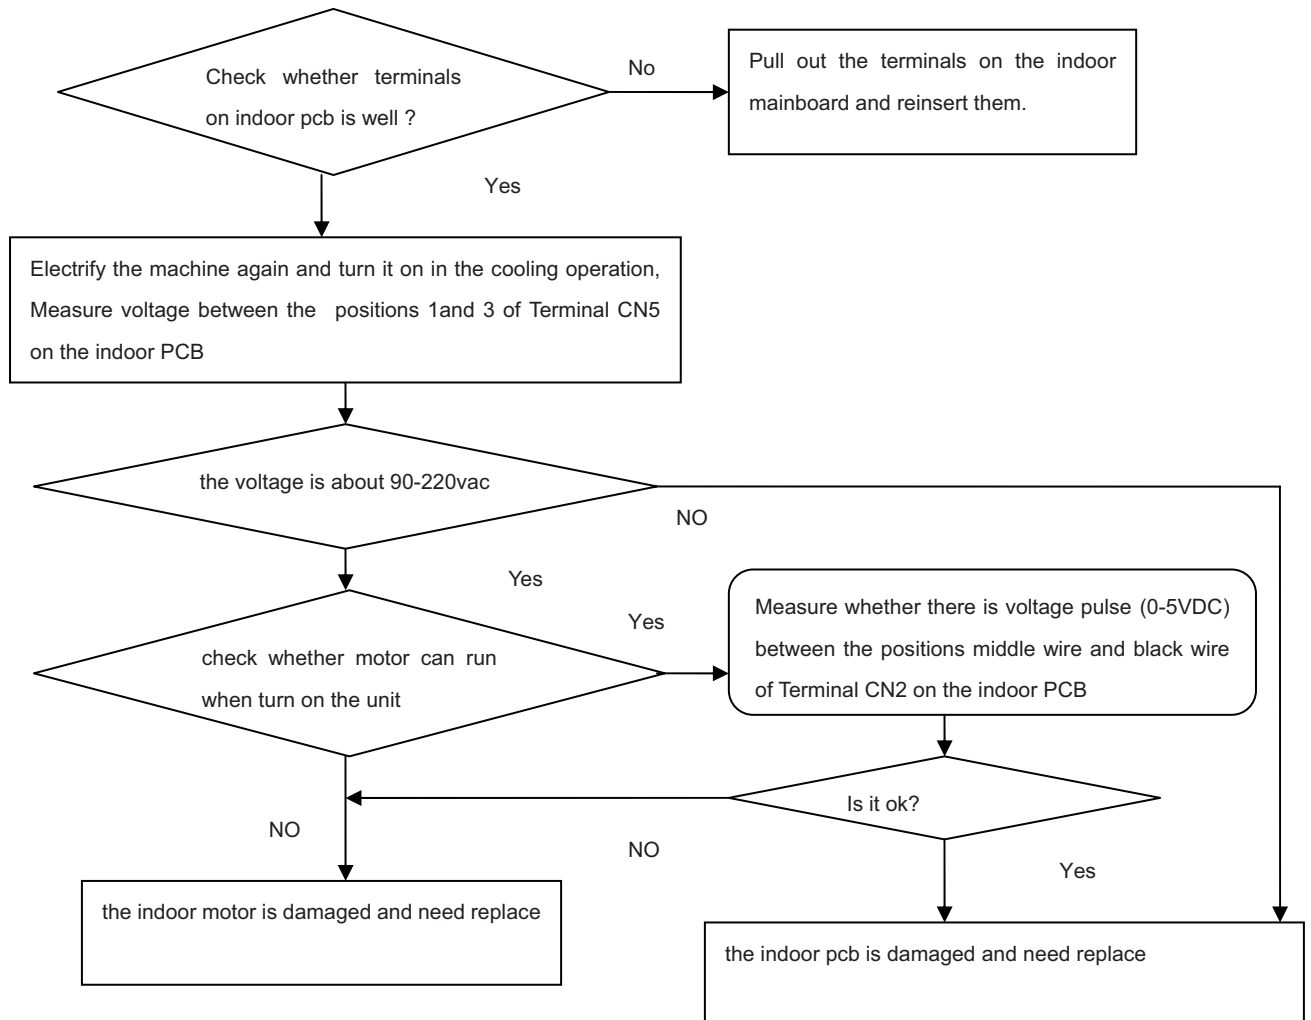 Check whether terminals
on indoor pcb is well ?
No
Pull out the terminals on the indoor
mainboard and reinsert them.
Yes
Electrify the machine again and turn it on in the cooling operation,
Measure voltage between the positions 1and 3 of Terminal CN5
on the indoor PCB
the voltage is about 90-220vac
NO
Yes
check whether motor can run
when turn on the unit
Yes
Measure whether there is voltage pulse (0-5VDC)
between the positions middle wire and black wire
of Terminal CN2 on the indoor PCB
Is it ok?
NO
NO
Yes
the indoor motor is damaged and need replace
the indoor pcb is damaged and need replace